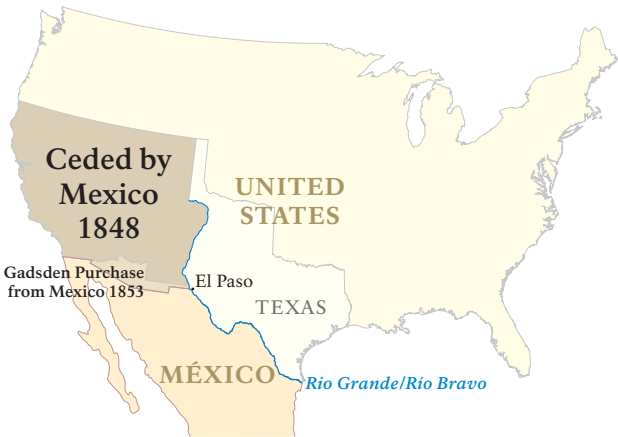 Ceded by
Mexico
1848
UNITED
STATES
Gadsden Purchase
from Mexico 1853
El Paso
TEXAS
MÉXICO
Rio Grande/Río Bravo